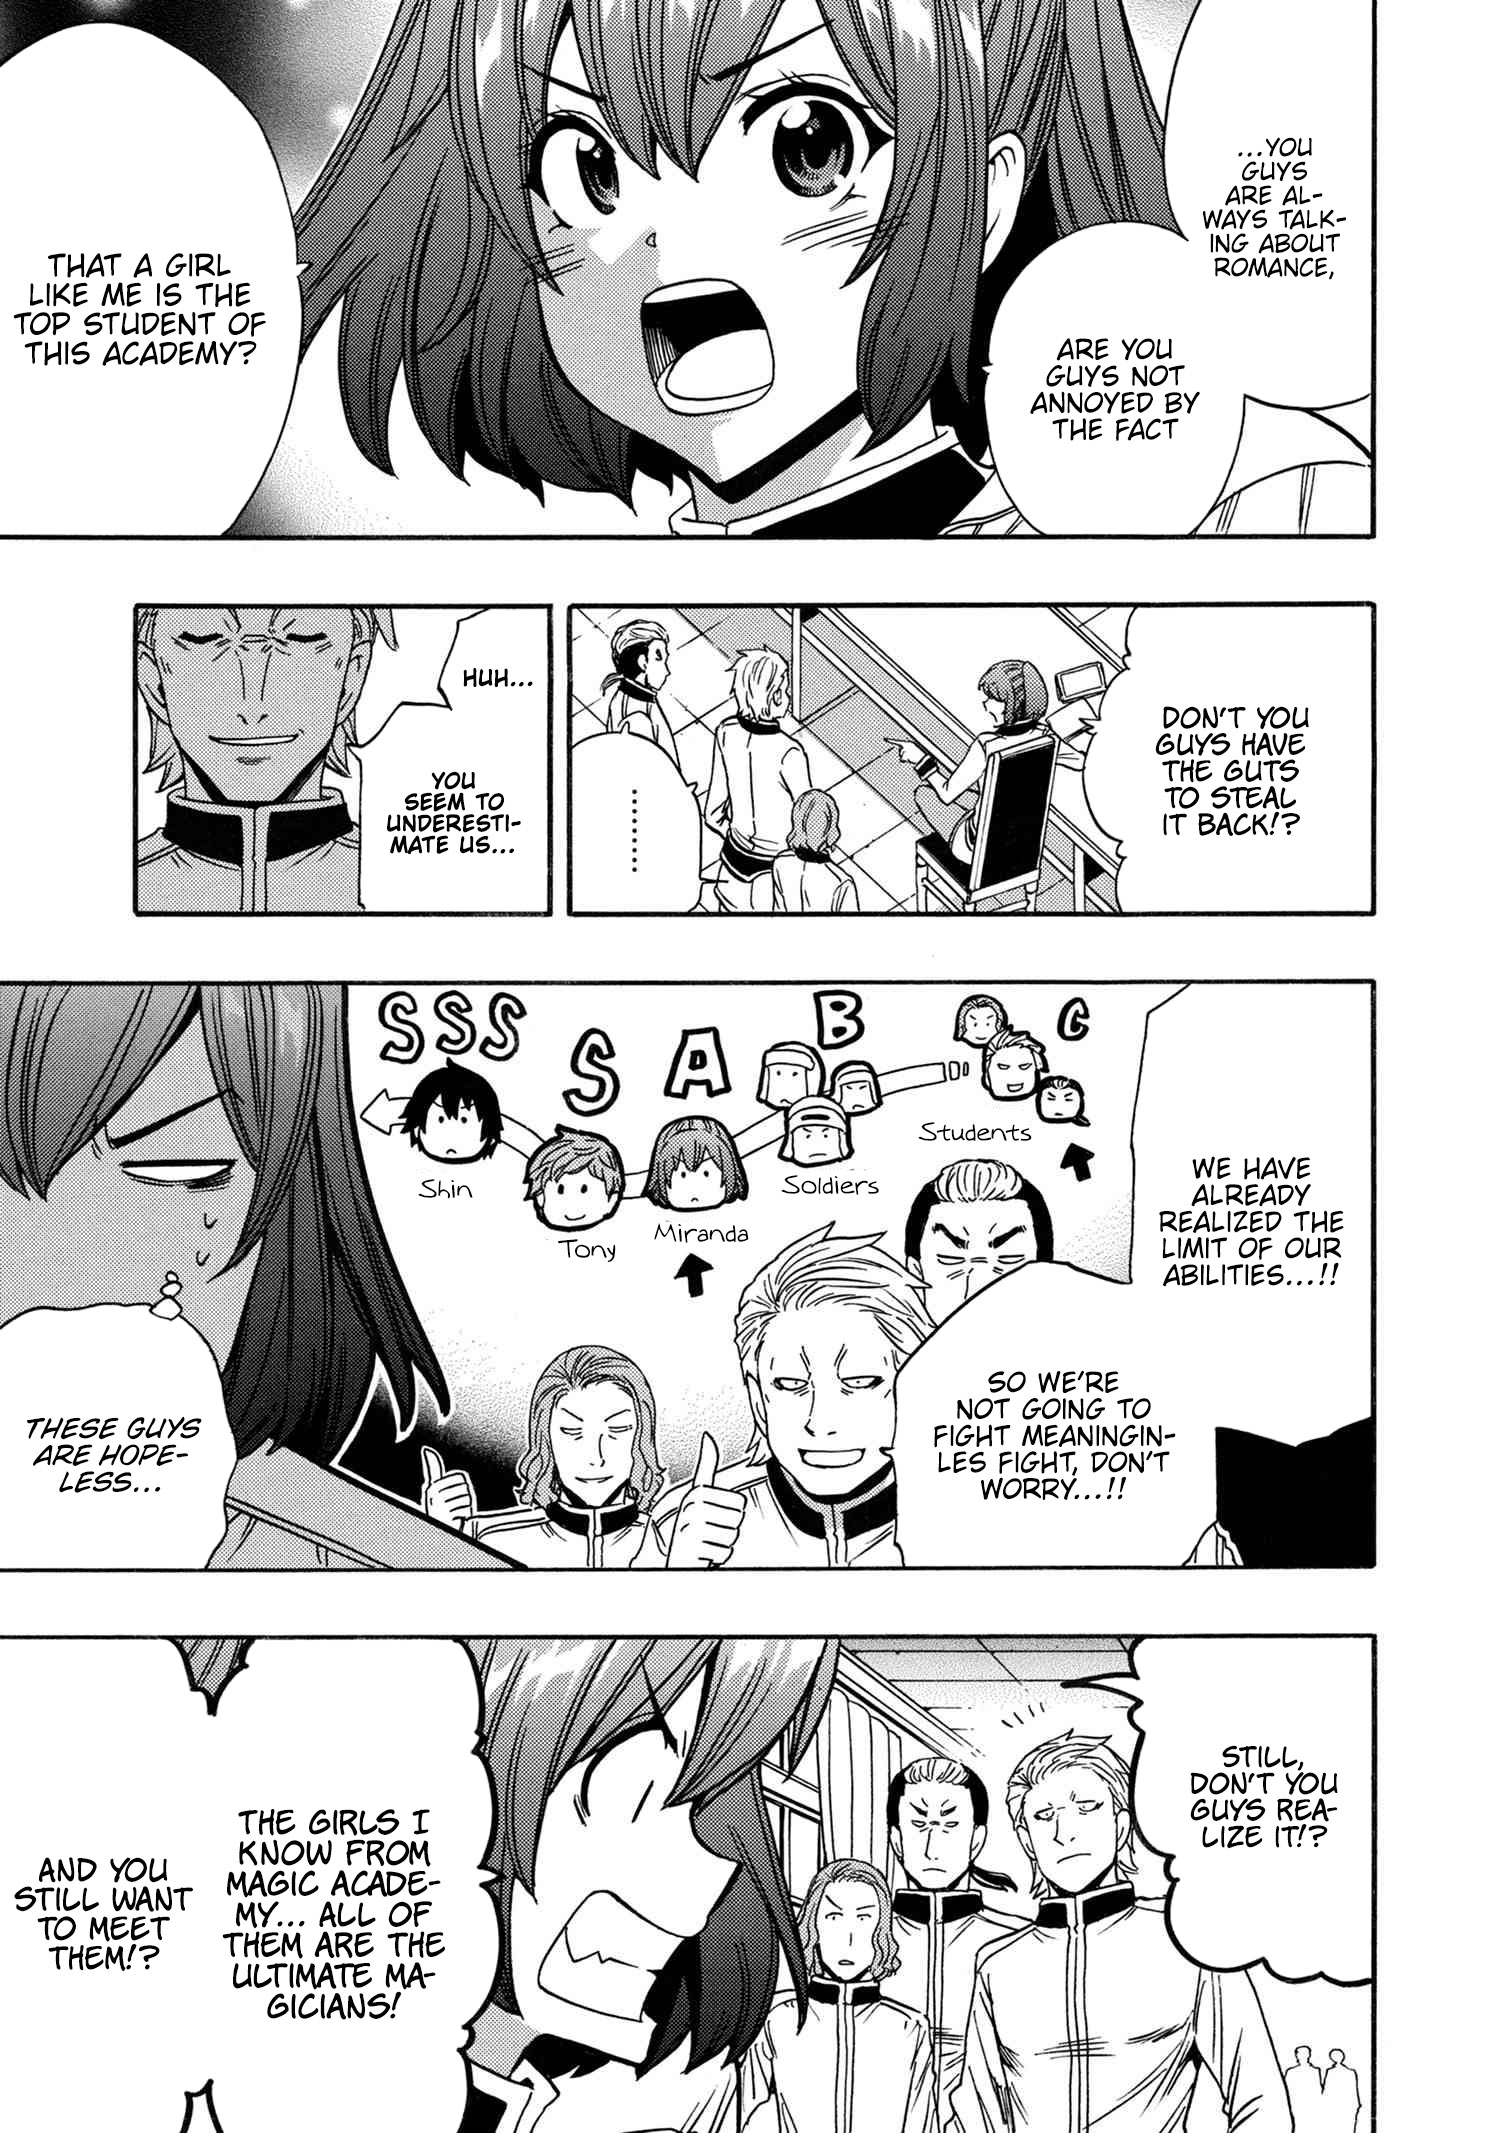 ...YOU
GUYS
ARE AL-
WAYS TALK-
ING ABOUT
ROMANCE,
ARE YOU
GUYS NOT
ANNOYED BY
THE FACT
THAT A GIRL
LIKE ME IS THE
TOP STUDENT OF
THIS ACADEMY?
DON'T YOU
GUYS HAVE
THE GUTS
TO STEAL
IT BACK!?
.........
HUH...
YOU
SEEM TO
UNDERESTI-
MATE US...
WE HAVE
ALREADY
REALIZED THE
LIMIT OF OUR
ABILITIES...!!
SO WE'RE
NOT GOING TO
FIGHT MEANINGIN-
LES FIGHT, DON'T
WORRY...!!
SSS
S
A
B
C
Shin
Tony
Miranda
Soldiers
Students
THESE GUYS
ARE HOPE-
LESS...
STILL,
DON'T YOU
GUYS REA-
LIZE IT!?
THE GIRLS I
KNOW FROM
MAGIC ACADE-
MY... ALL OF
THEM ARE THE
ULTIMATE MA-
GICIANS!
AND YOU
STILL WANT
TO MEET
THEM!?